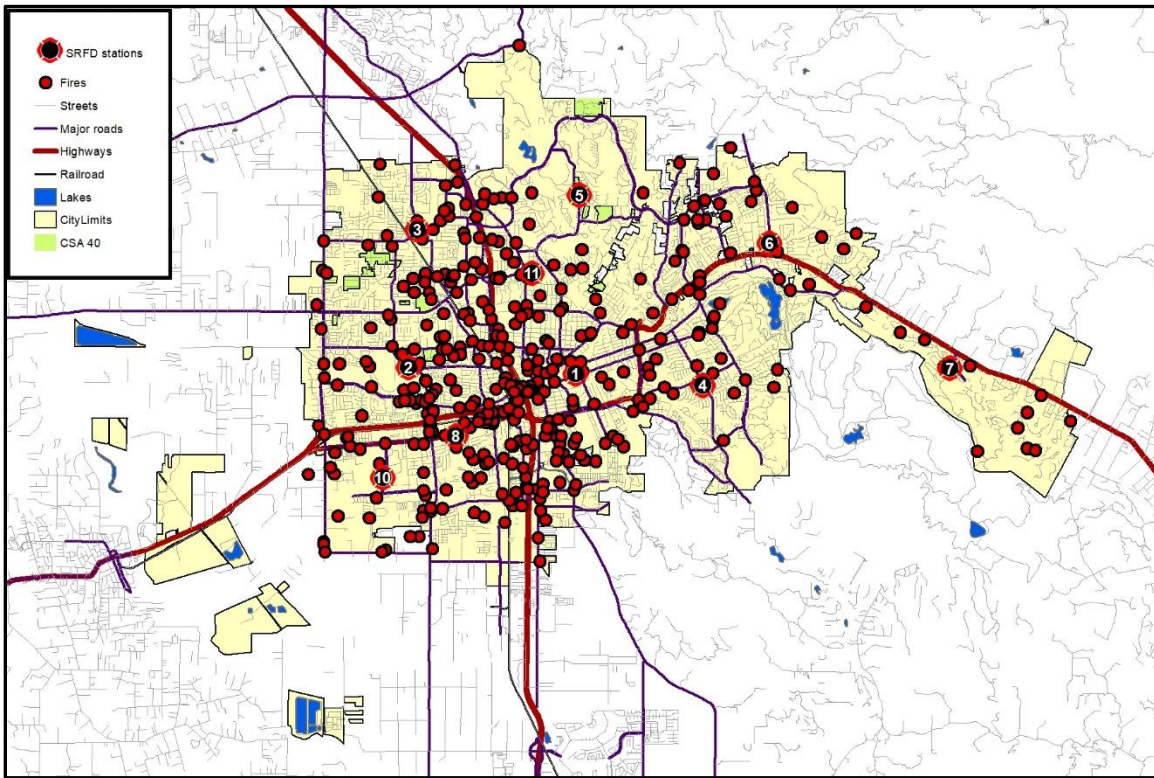 SRFD stations
Fires
Streets
Major roads
Highways
Railroad
Lakes
CityLimits
CSA 40
5
3
6
11
2
1
7
4
8
10